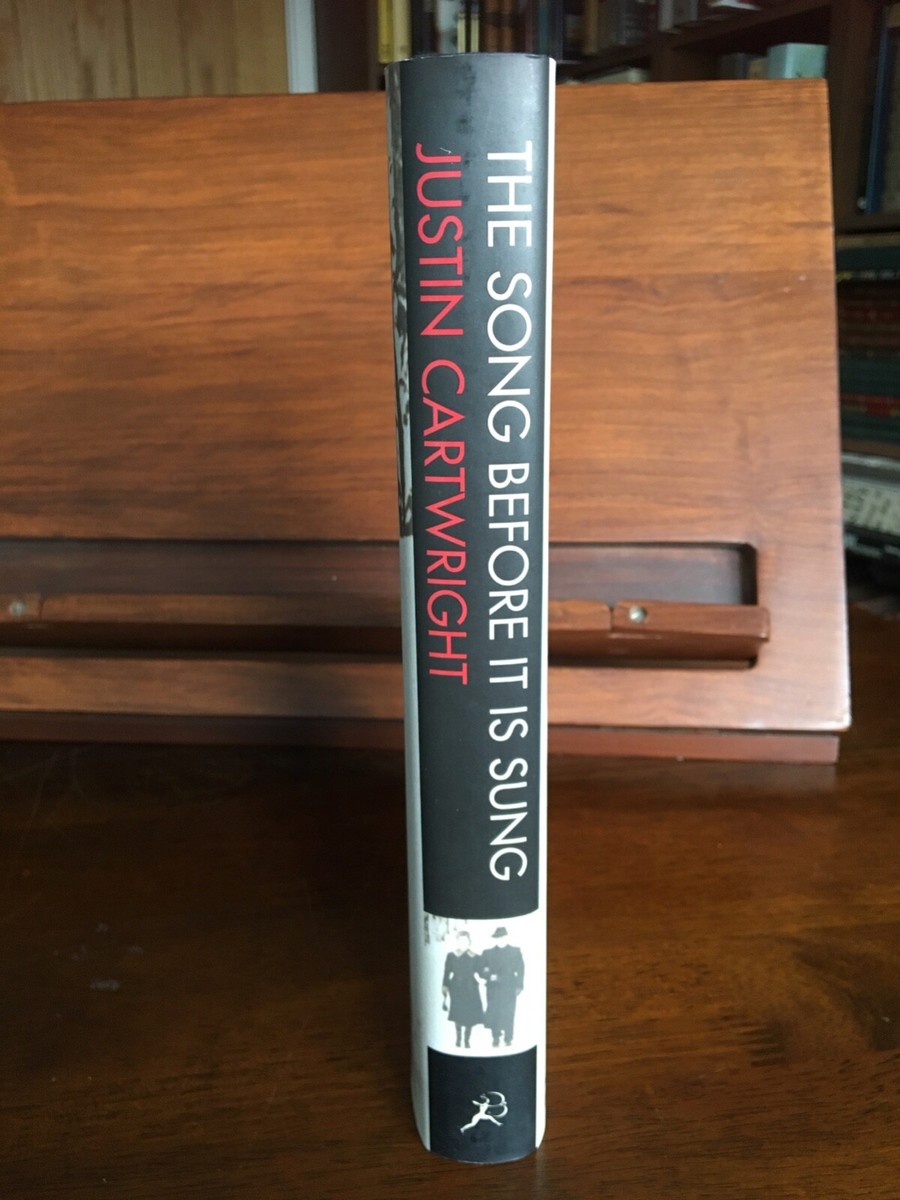 THE SONG BEFORE IT IS SUNG
JUSTIN CARTWRIGHT